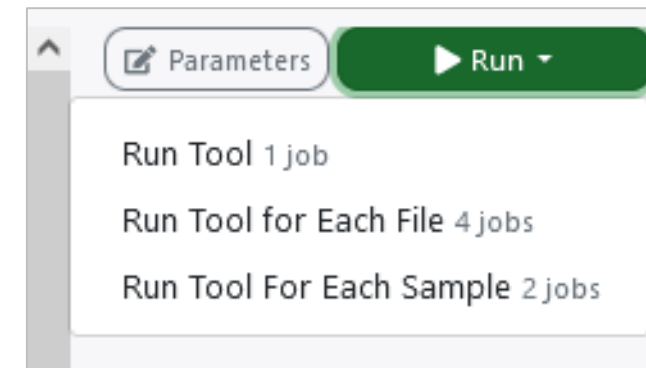 Parameters Run
Run Tool 1 job
Run Tool for Each File 4 jobs
Run Tool For Each Sample 2 jobs